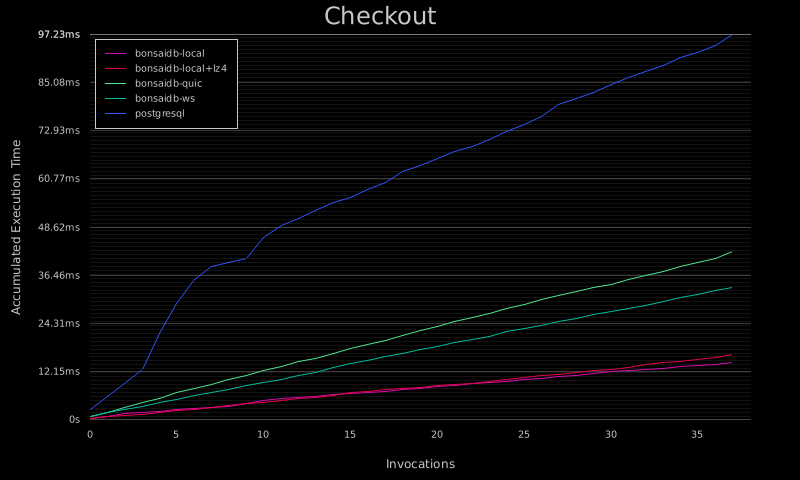 Checkout
97.23ms
bonsaidb-local
bonsaidb-local+lz4
bonsaidb-quic
bonsaidb-ws
postgresql
85.08ms
72.93ms
60.77ms
48.62ms
36.46ms
24.31ms
12.15ms
0s
Accumulated Execution Time
0 5 10 15 20 25 30 35
Invocations